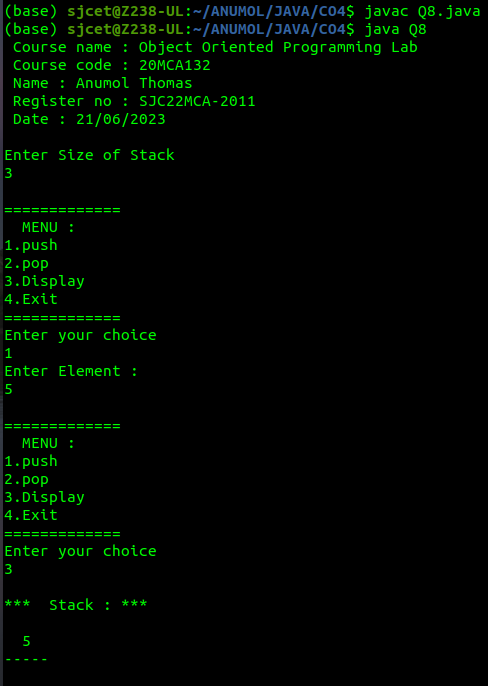 (base) sjcet@Z238-UL:~/ANUMOL/JAVA/CO4$ javac Q8.java
(base) sjcet@Z238-UL:~/ANUMOL/JAVA/CO4$ java Q8
Course name : Object Oriented Programming Lab
Course code : 20MCA132
Name : Anumol Thomas
Register no : SJC22MCA-2011
Date : 21/06/2023
Enter Size of Stack
3
=============
MENU :
1.push
2.pop
3.Display
4.Exit
=============
Enter your choice
1
Enter Element :
5
=============
MENU :
1.push
2.pop
3.Display
4.Exit
=============
Enter your choice
3
***  Stack : ***
5
-----